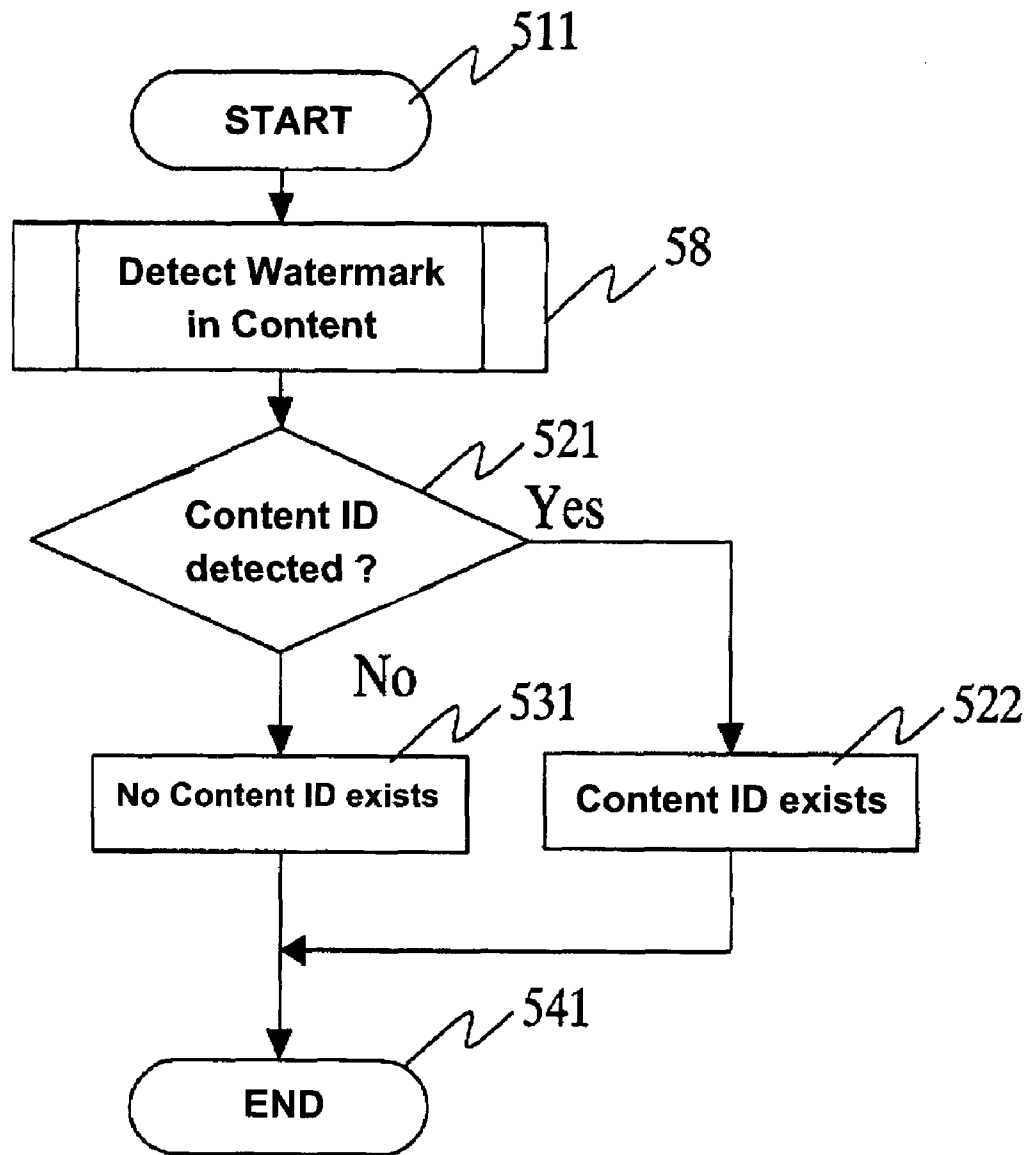 511
START
Detect Watermark
in Content
58
521
Content ID
detected ?
Yes
No
531
522
No Content ID exists
Content ID exists
541
END